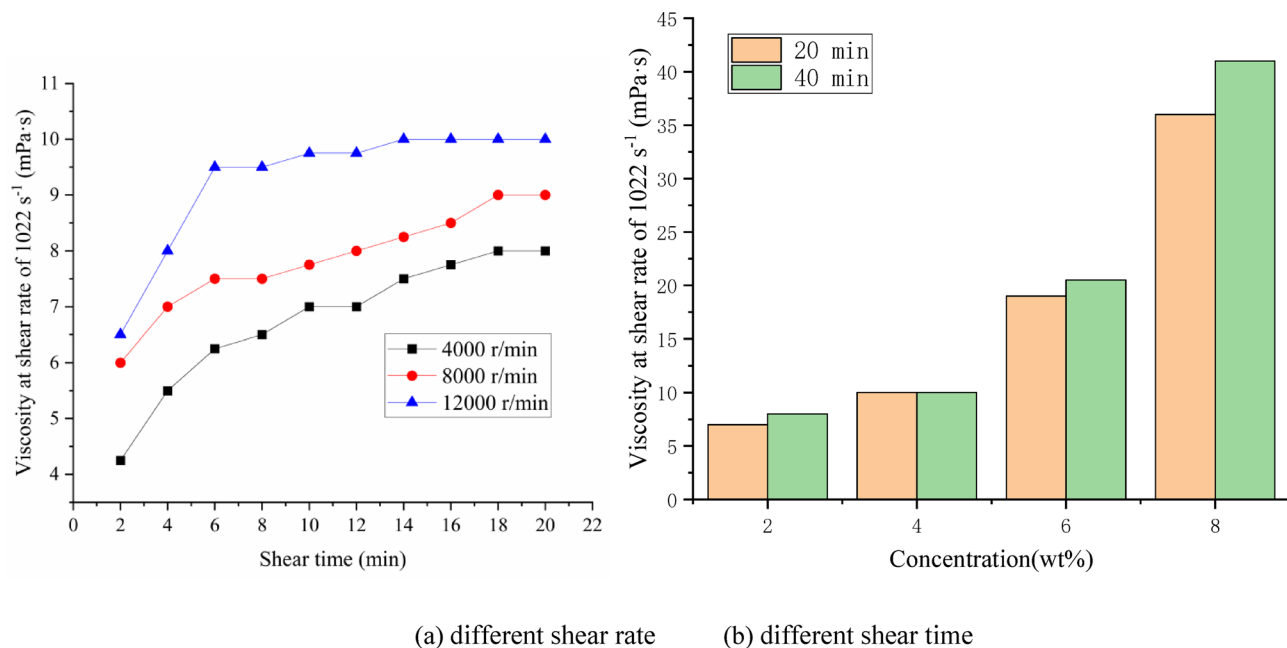 11
10
9
8
7
6
5
4
Viscosity at shear rate of 1022 s⁻¹ (mPa·s)
4000 r/min
8000 r/min
12000 r/min
0 2 4 6 8 10 12 14 16 18 20 22
Shear time (min)
45
40
35
30
25
20
15
10
5
0
Viscosity at shear rate of 1022 s⁻¹ (mPa·s)
20 min
40 min
2 4 6 8
Concentration(wt%)
(a) different shear rate (b) different shear time